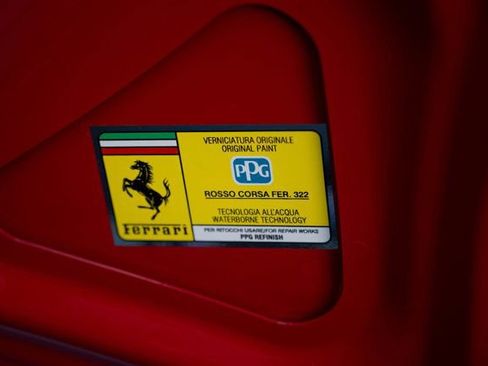 VERNICIATURA ORIGINALE
ORIGINAL PAINT
PPG
ROSSO CORSA FER. 322
TECNOLOGIA ALL'ACQUA
WATERBORNE TECHNOLOGY
Ferrari
PER RITOCCHI USARE/FOR REPAIR WORKS
PPG REFINISH